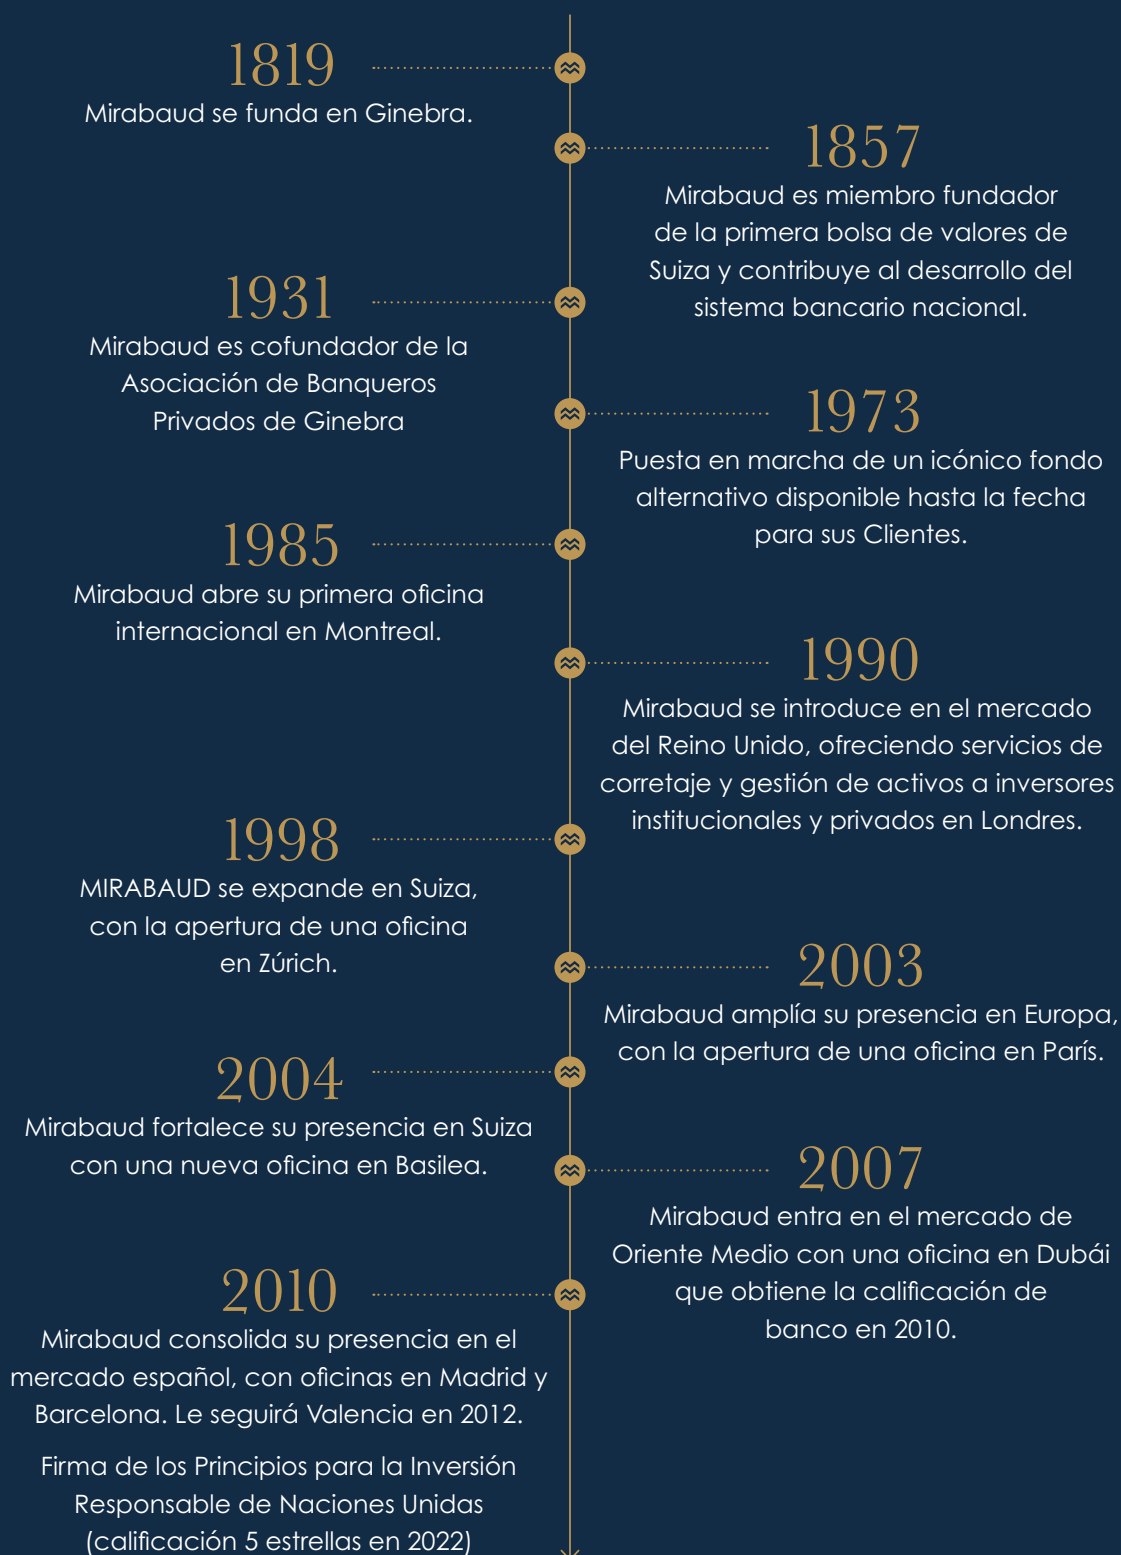 1819
Mirabaud se funda en Ginebra.
1857
Mirabaud es miembro fundador
de la primera bolsa de valores de
Suiza y contribuye al desarrollo del
sistema bancario nacional.
1931
Mirabaud es cofundador de la
Asociación de Banqueros
Privados de Ginebra
1973
Puesta en marcha de un icónico fondo
alternativo disponible hasta la fecha
para sus Clientes.
1985
Mirabaud abre su primera oficina
internacional en Montreal.
1990
Mirabaud se introduce en el mercado
del Reino Unido, ofreciendo servicios de
corretaje y gestión de activos a inversores
institucionales y privados en Londres.
1998
MIRABAUD se expande en Suiza,
con la apertura de una oficina
en Zúrich.
2003
Mirabaud amplía su presencia en Europa,
con la apertura de una oficina en París.
2004
Mirabaud fortalece su presencia en Suiza
con una nueva oficina en Basilea.
2007
Mirabaud entra en el mercado de
Oriente Medio con una oficina en Dubái
que obtiene la calificación de
banco en 2010.
2010
Mirabaud consolida su presencia en el
mercado español, con oficinas en Madrid y
Barcelona. Le seguirá Valencia en 2012.
Firma de los Principios para la Inversión
Responsable de Naciones Unidas
(calificación 5 estrellas en 2022)